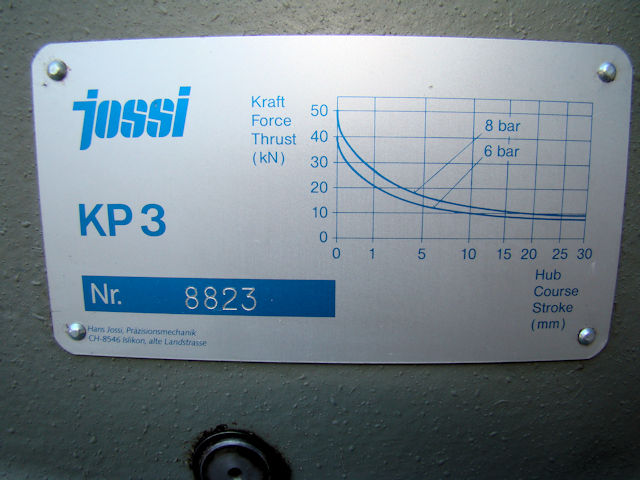 jossi
KP 3
Nr. 8823
Hans Jossi, Präzisionsmechanik
CH-8546 Islikon, alte Landstrasse
Kraft
Force
Thrust
(kN)
50
40
30
20
10
0
8 bar
6 bar
0 1 5 10 15 20 25 30
Hub
Course
Stroke
(mm)